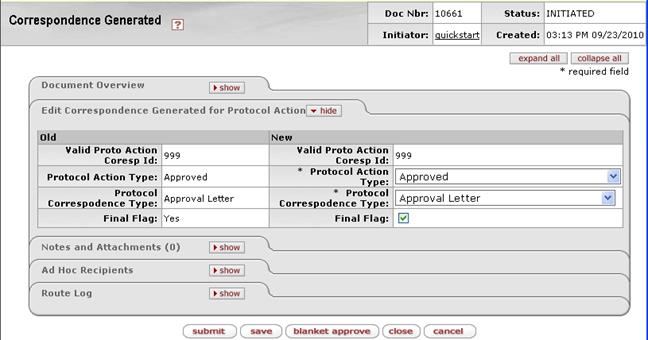 Correspondence Generated ?
Doc Nbr: 10661 Status: INITIATED
Initiator: quickstart Created: 03:13 PM 09/23/2010
expand all collapse all
* required field
Document Overview show
Edit Correspondence Generated for Protocol Action hide
Old New
Valid Proto Action Coresp Id: 999 Valid Proto Action Coresp Id: 999
Protocol Action Type: Approved * Protocol Action Type: Approved
Protocol Correspodence Type: Approval Letter * Protocol Correspodence Type: Approval Letter
Final Flag: Yes Final Flag:
Notes and Attachments (0) show
Ad Hoc Recipients show
Route Log show
submit save blanket approve close cancel